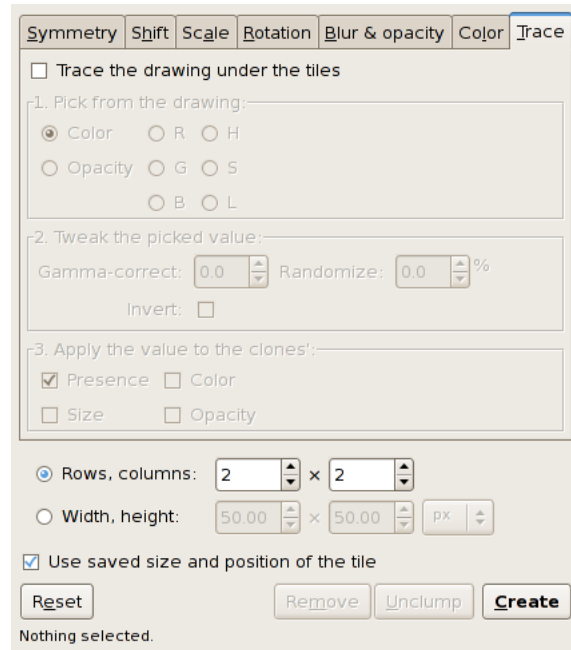 Symmetry Shift Scale Rotation Blur & opacity Color Trace
Trace the drawing under the tiles
1. Pick from the drawing:
Color R H
Opacity G S
B L
2. Tweak the picked value:
Gamma-correct: 0.0 Randomize: 0.0 %
Invert:
3. Apply the value to the clones':
Presence Color
Size Opacity
Rows, columns: 2 × 2
Width, height: 50.00 × 50.00 px
Use saved size and position of the tile
Reset Remove Unclump Create
Nothing selected.